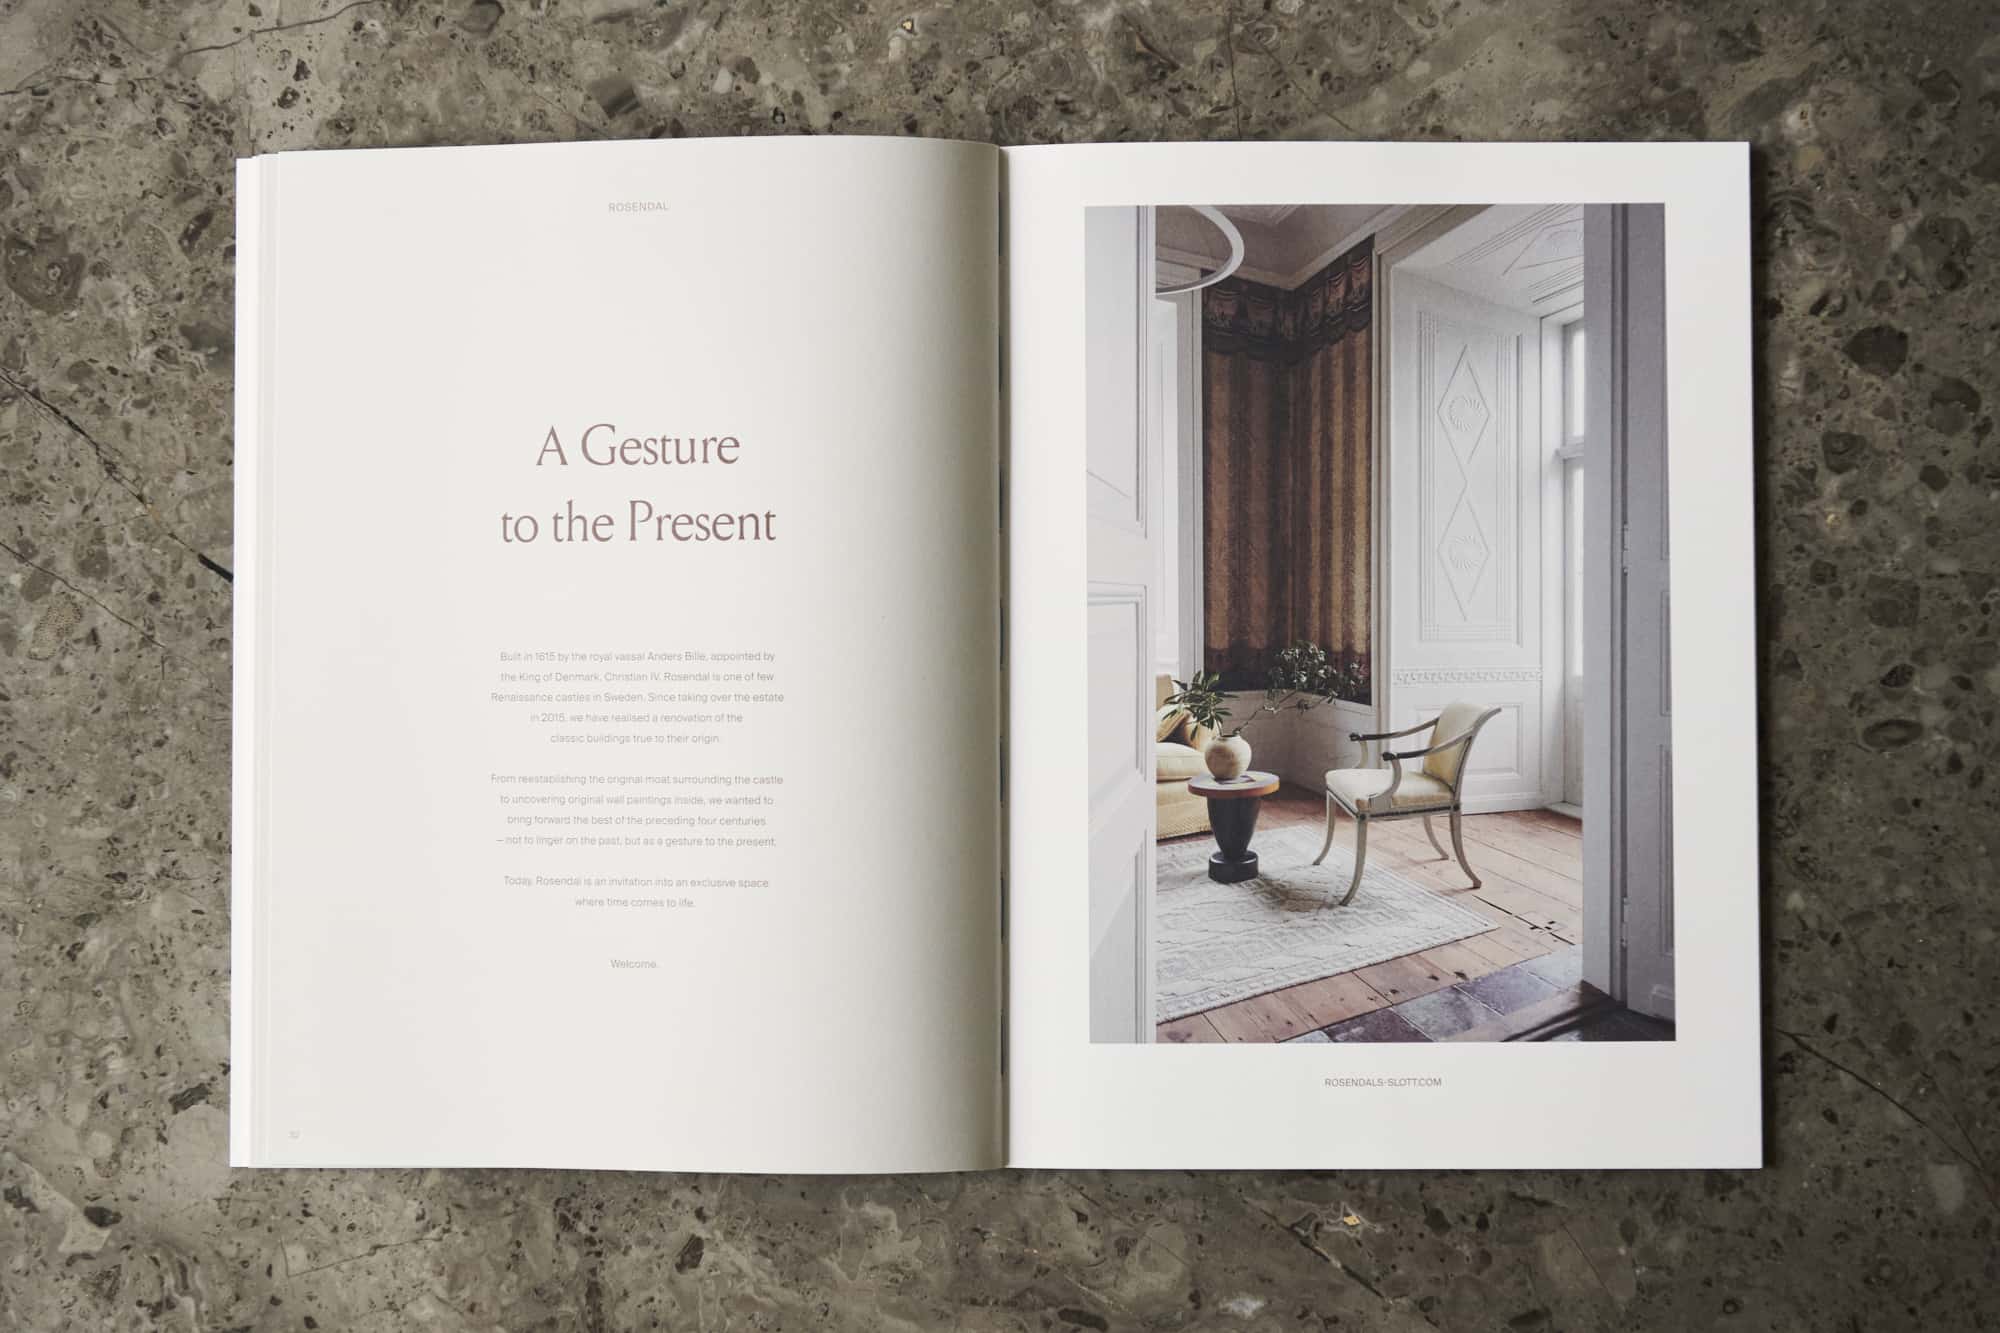 ROSENDAL
A Gesture
to the Present
Built in 1615 by the royal vassal Anders Bille, appointed by
the King of Denmark, Christian IV, Rosendal is one of few
Renaissance castles in Sweden. Since taking over the estate
in 2015, we have realised a renovation of the
classic buildings true to their origin.
From reestablishing the original moat surrounding the castle
to uncovering original wall paintings inside, we wanted to
bring forward the best of the preceding four centuries
– not to linger on the past, but as a gesture to the present.
Today, Rosendal is an invitation into an exclusive space
where time comes to life.
Welcome.
ROSENDALS-SLOTT.COM